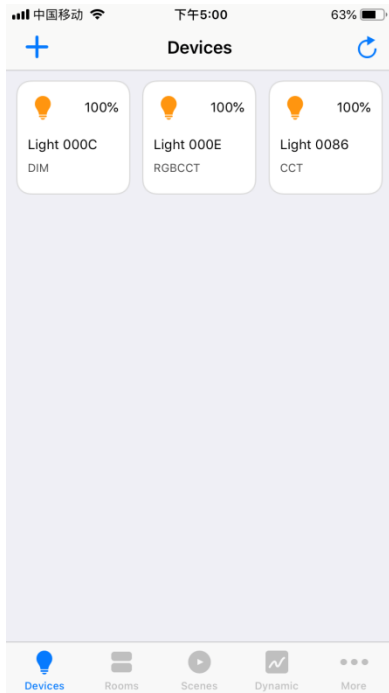 中国移动 下午5:00 63%
Devices
100% 100% 100%
Light 000C Light 000E Light 0086
DIM RGBCCT CCT
Devices Rooms Scenes Dynamic More